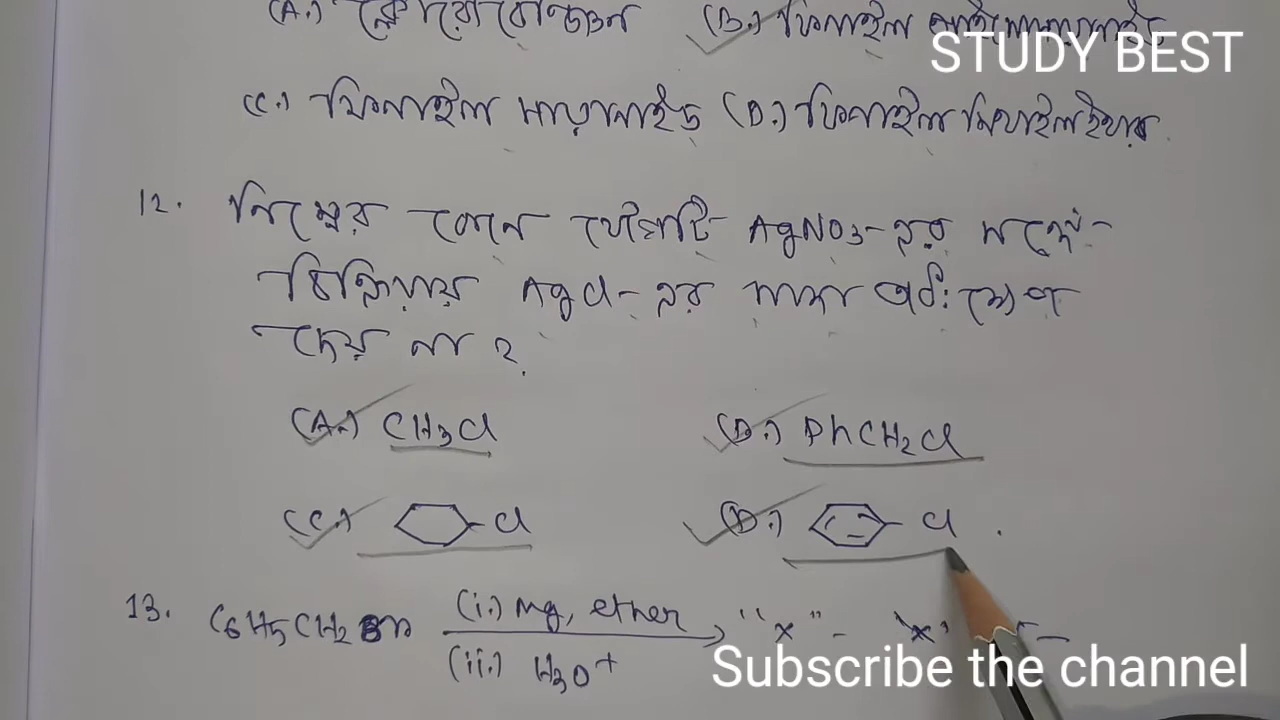 (A.) ক্লোরোবেনজিন (B.) ফিনাইল
STUDY BEST
(C.) ফিনাইল সায়ানাইড (D.) ফিনাইল মিথাইল ইথার
12. নিম্নের কোন যৌগটি AgNO3-এর সঙ্গে
বিক্রিয়ায় AgCl-এর সাদা অধঃক্ষেপ
দেয় না ?
(A.) CH3Cl (B.) PhCH2Cl
(C.) Cl (D.) Cl
13. C6H5CH2Br (i.) Mg, ether "x" - 'x'
(ii.) H3O+
Subscribe the channel